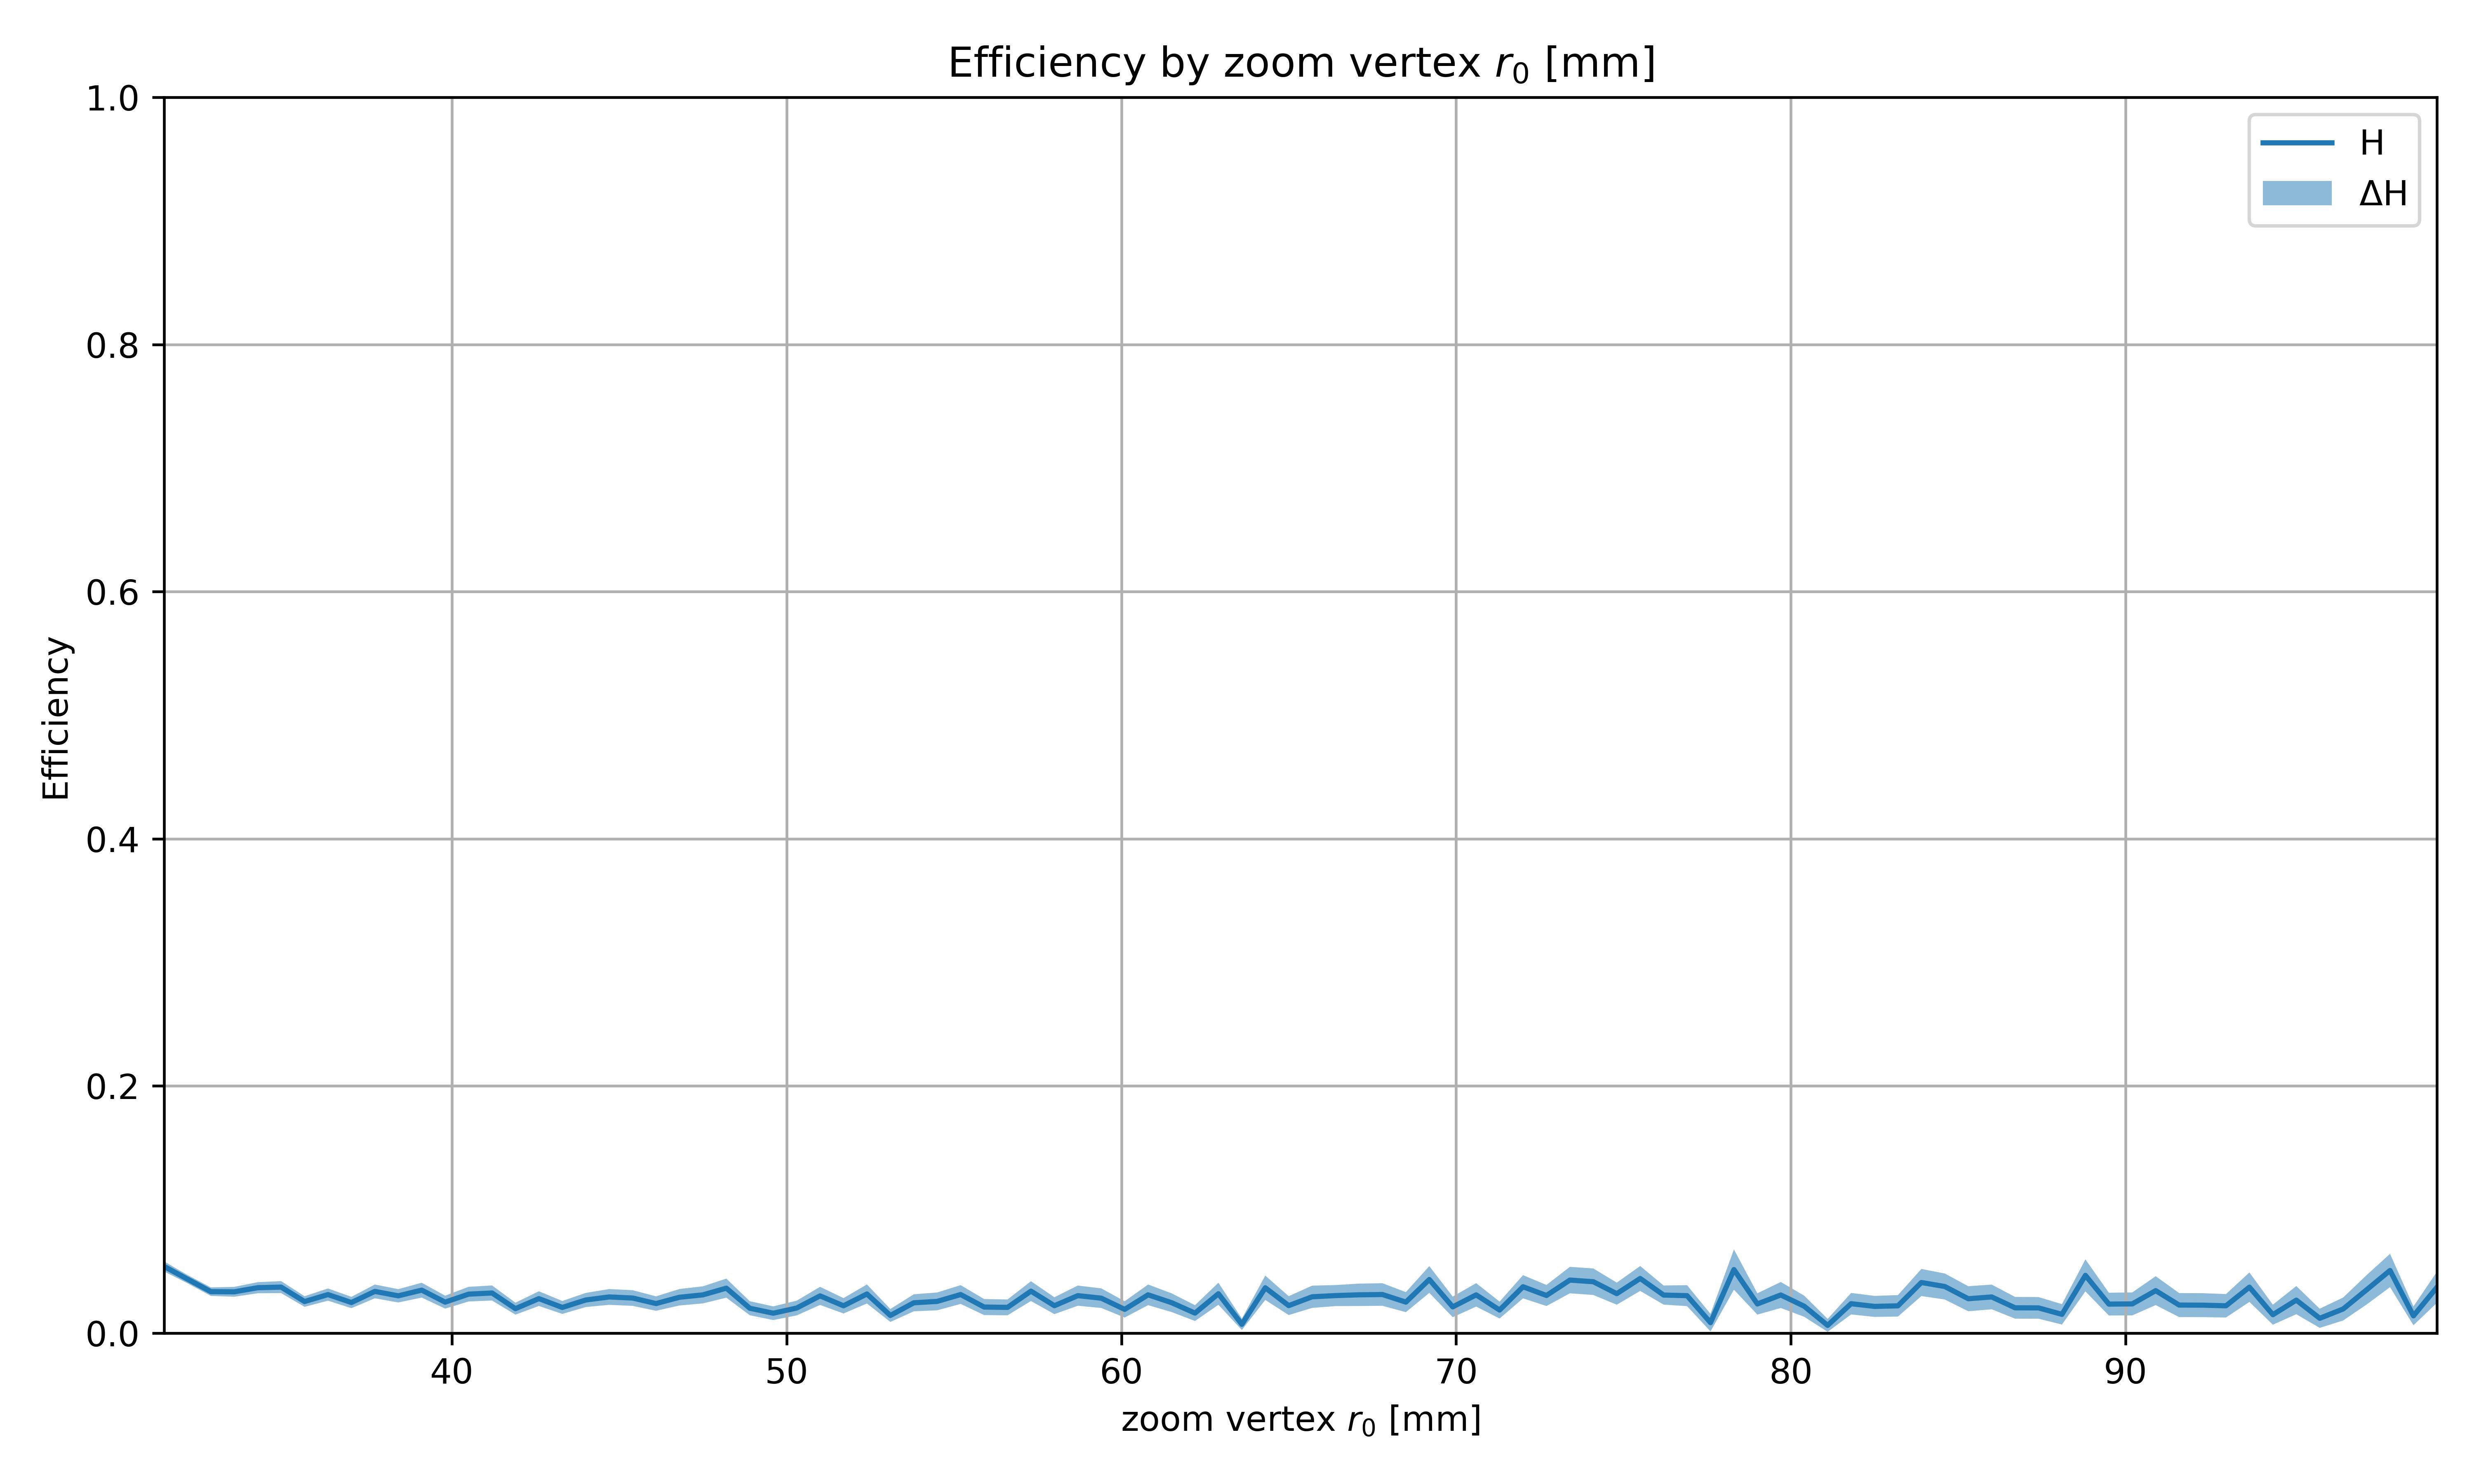 Efficiency by zoom vertex r₀ [mm]
1.0
0.8
0.6
0.4
0.2
0.0
Efficiency
H
ΔH
40 50 60 70 80 90
zoom vertex r₀ [mm]